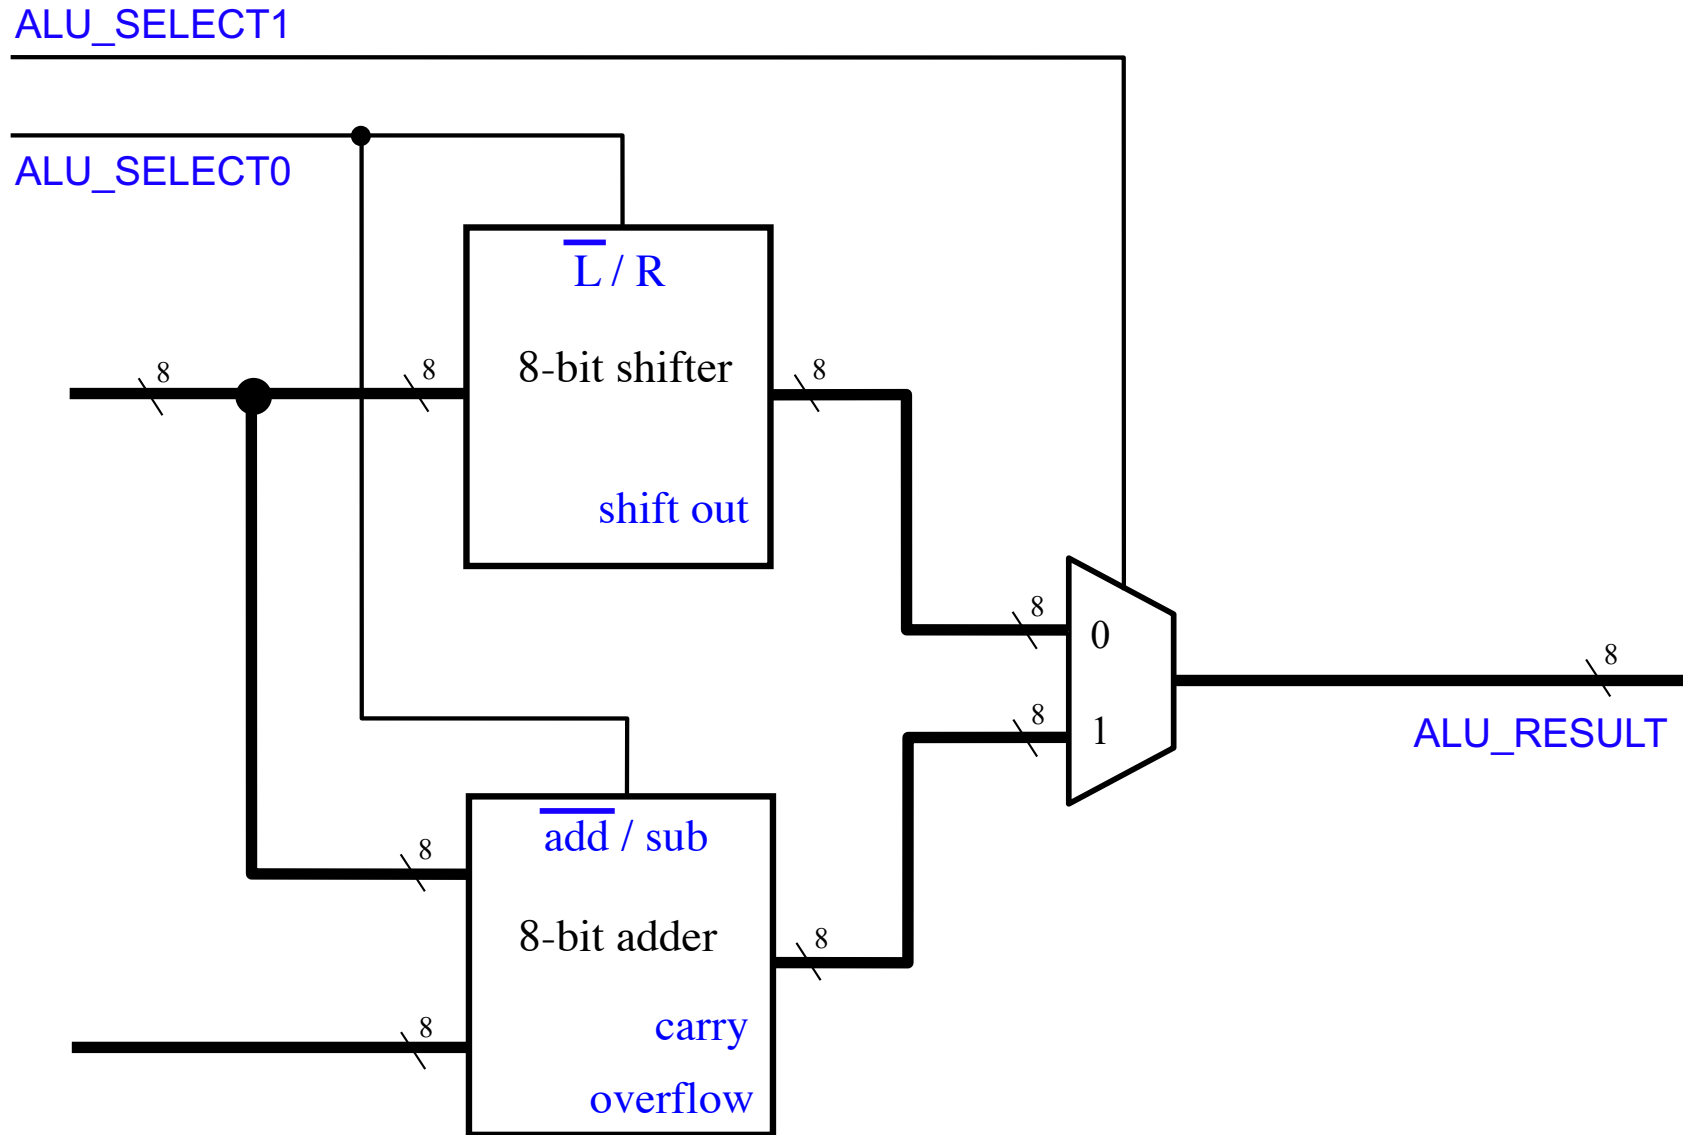 ALU_SELECT1
ALU_SELECT0
L / R
8
8
8-bit shifter
8
shift out
8
0
8
ALU_RESULT
8
1
add / sub
8
8-bit adder
8
carry
8
overflow